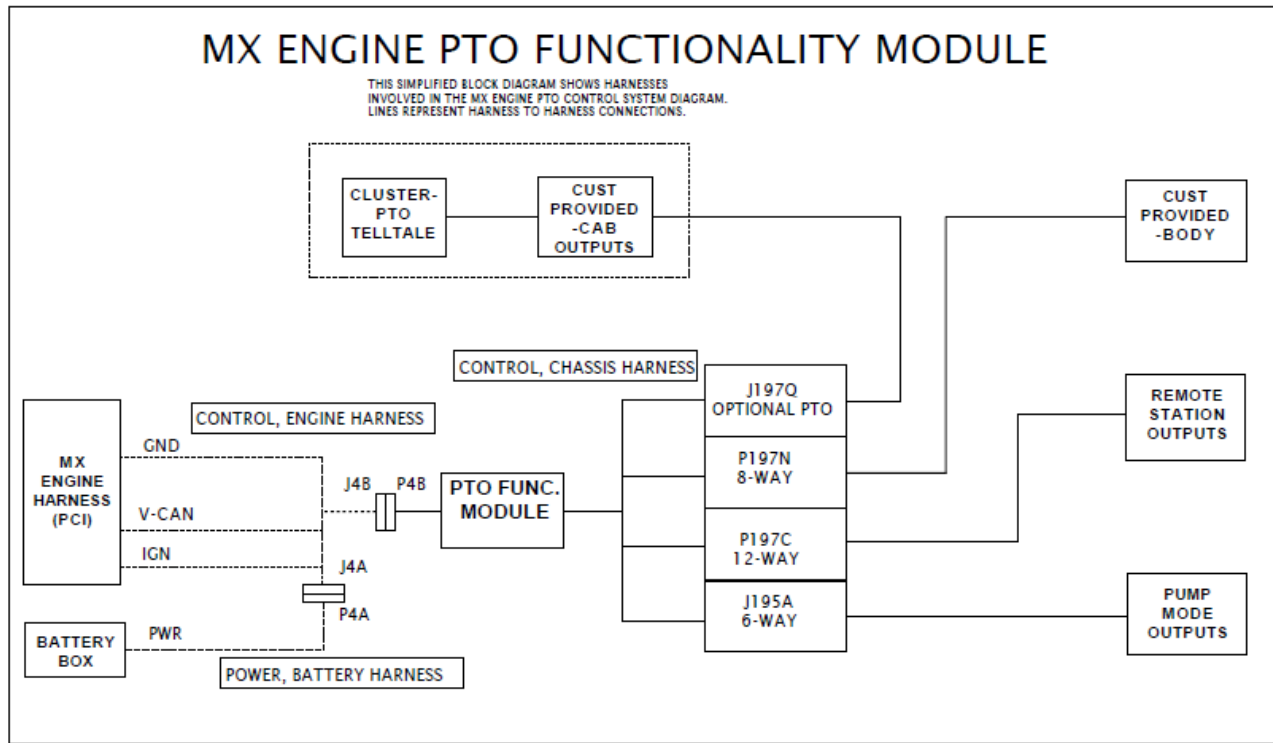 MX ENGINE PTO FUNCTIONALITY MODULE
THIS SIMPLIFIED BLOCK DIAGRAM SHOWS HARNESSES
INVOLVED IN THE MX ENGINE PTO CONTROL SYSTEM DIAGRAM.
LINES REPRESENT HARNESS TO HARNESS CONNECTIONS.
CLUSTER-
PTO
TELLTALE
CUST
PROVIDED
-CAB
OUTPUTS
CUST
PROVIDED
-BODY
CONTROL, CHASSIS HARNESS
J197Q
OPTIONAL PTO
REMOTE
STATION
OUTPUTS
CONTROL, ENGINE HARNESS
MX
ENGINE
HARNESS
(PCI)
GND
V-CAN
IGN
J4B
P4B
PTO FUNC.
MODULE
P197N
8-WAY
P197C
12-WAY
J4A
P4A
J195A
6-WAY
PUMP
MODE
OUTPUTS
BATTERY
BOX
PWR
POWER, BATTERY HARNESS